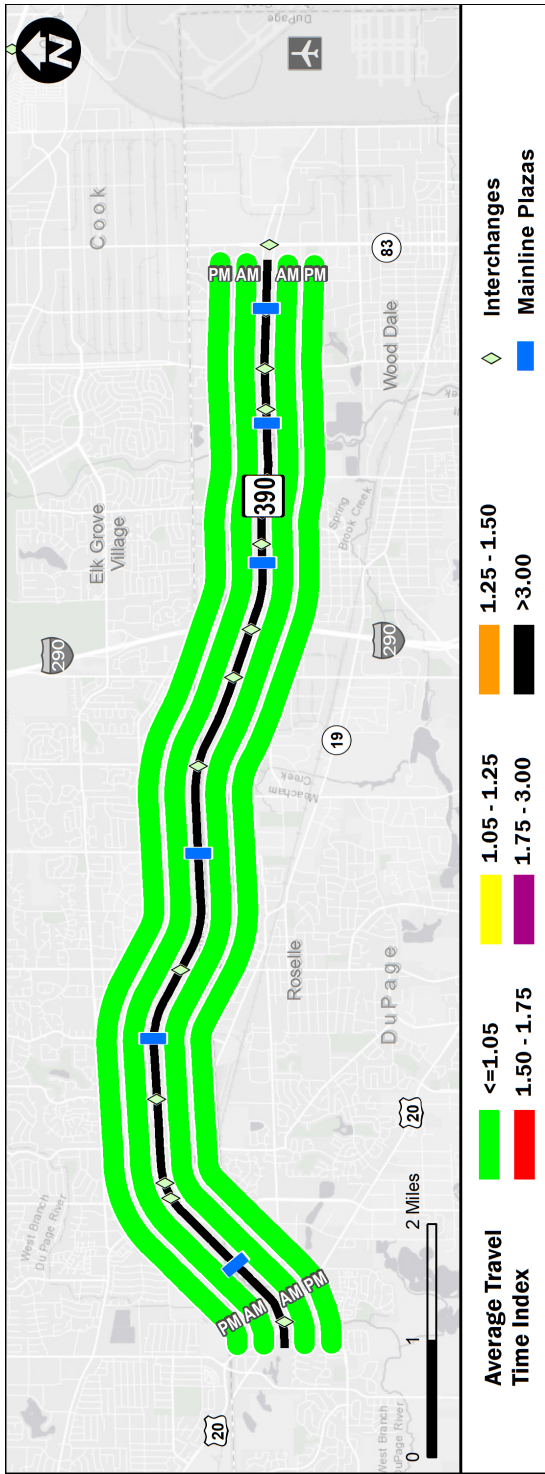 N
Cook
DuPage
Cook
West Branch
Du Page River
Elk Grove
Village
290
PM
AM
390
AM
PM
83
Wood Dale
Spring
Brook Creek
290
19
Meacham
Creek
Roselle
DuPage
20
PM
AM
AM
PM
20
West Branch
DuPage River
0 1 2 Miles
Average Travel
Time Index
<=1.05
1.05 - 1.25
1.25 - 1.50
1.50 - 1.75
1.75 - 3.00
>3.00
Interchanges
Mainline Plazas